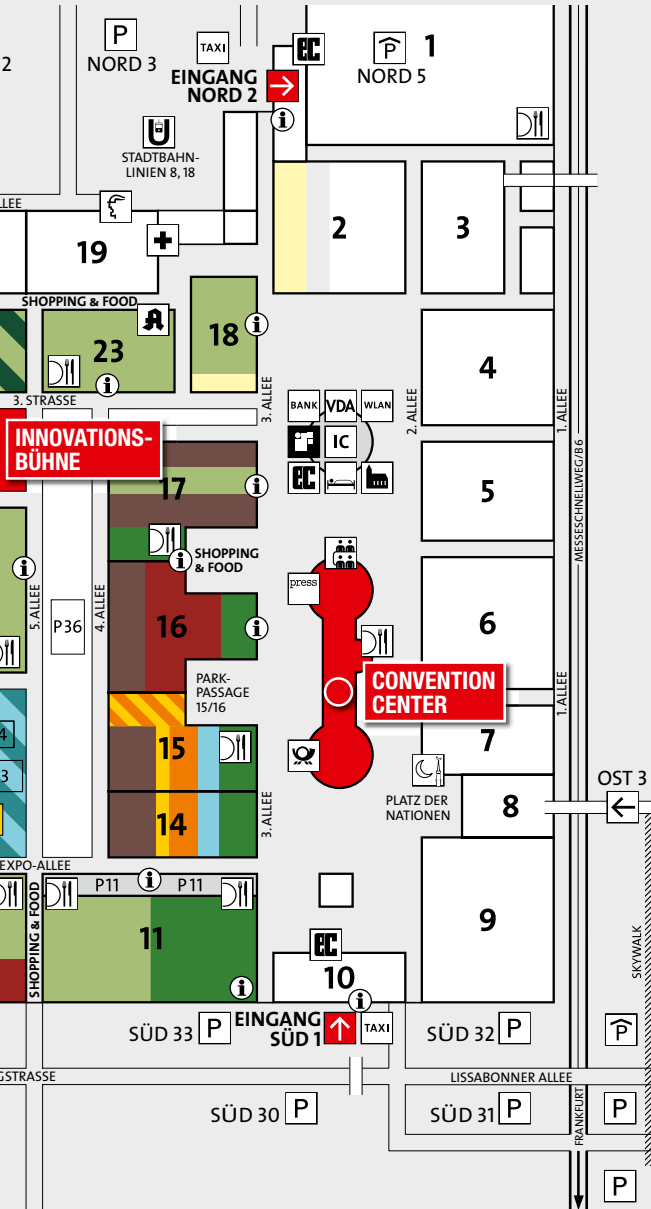 2
P
NORD 3
TAXI
EINGANG
NORD 2
i
EC
P
NORD 5
1
U
STADTBAHN-
LINIEN 8, 18
ALLEE
19
2
3
SHOPPING & FOOD
A
23
i
18
i
3. STRASSE
3. ALLEE
4
2. ALLEE
1. ALLEE
BANK
VDA
WLAN
IC
EC
INNOVATIONS-
BÜHNE
17
i
5
MESSESCHNELLWEG/B6
SHOPPING
& FOOD
i
i
5. ALLEE
P36
4. ALLEE
16
i
press
6
PARK-
PASSAGE
15/16
CONVENTION
CENTER
1. ALLEE
4
3
15
7
PLATZ DER
NATIONEN
8
OST 3
14
3. ALLEE
EXPO-ALLEE
P11
i
P11
SHOPPING & FOOD
11
i
9
SKYWALK
EC
10
i
SÜD 33
P
EINGANG
SÜD 1
TAXI
SÜD 32
P
P
GSTRASSE
LISSABONNER ALLEE
SÜD 30
P
SÜD 31
P
FRANKFURT
P
P